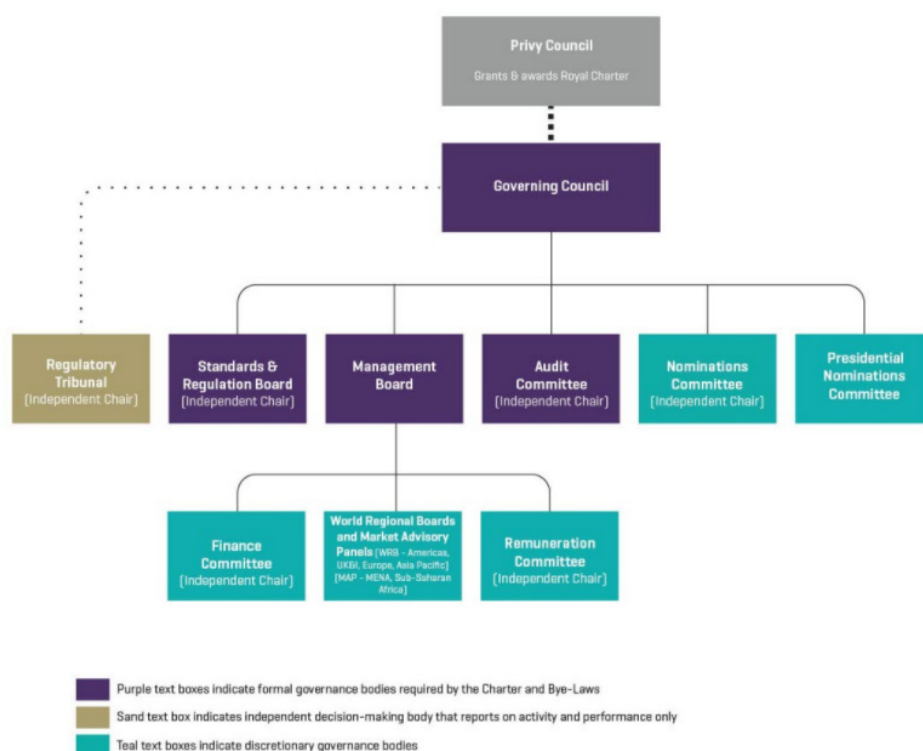 Privy Council
Grants & awards Royal Charter
Governing Council
Regulatory
Tribunal
(Independent Chair)
Standards &
Regulation Board
(Independent Chair)
Management
Board
Audit
Committee
(Independent Chair)
Nominations
Committee
(Independent Chair)
Presidential
Nominations
Committee
Finance
Committee
(Independent Chair)
World Regional Boards
and Market Advisory
Panels (WRB - Americas,
UK&I, Europe, Asia Pacific)
(MAP - MENA, Sub-Saharan
Africa)
Remuneration
Committee
(Independent Chair)
Purple text boxes indicate formal governance bodies required by the Charter and Bye-Laws
Sand text box indicates independent decision-making body that reports on activity and performance only
Teal text boxes indicate discretionary governance bodies